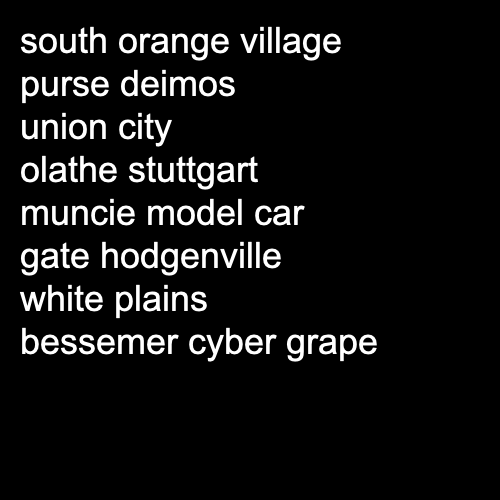 south orange village
purse deimos
union city
olathe stuttgart
muncie model car
gate hodgenville
white plains
bessemer cyber grape